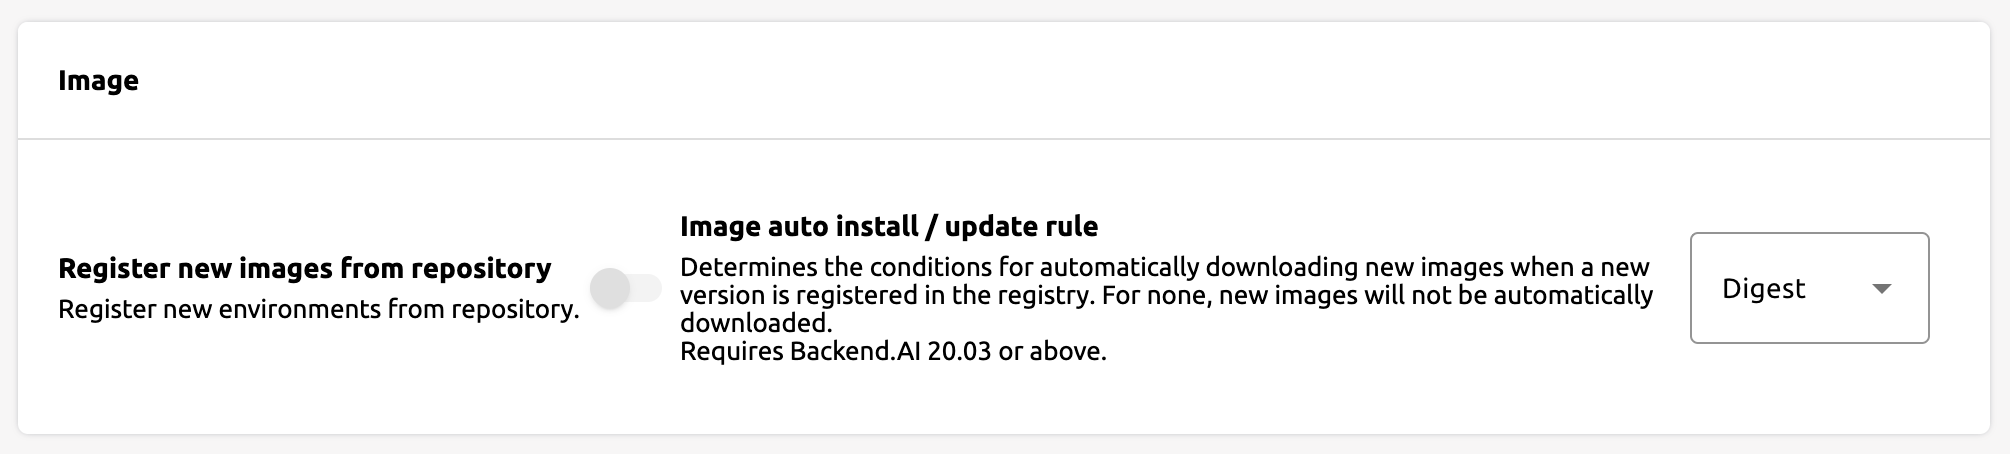 Image
Register new images from repository
Register new environments from repository.
Image auto install / update rule
Determines the conditions for automatically downloading new images when a new
version is registered in the registry. For none, new images will not be automatically
downloaded.
Requires Backend.AI 20.03 or above.
Digest